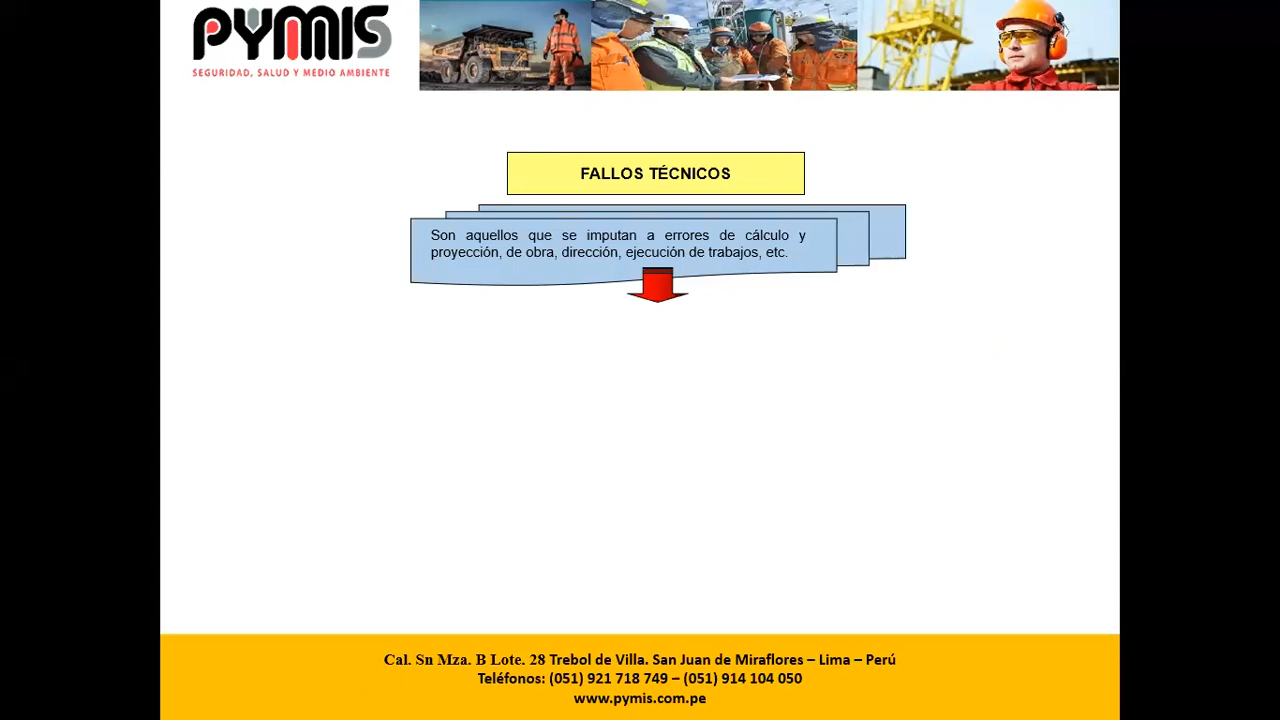 PYMIS
SEGURIDAD, SALUD Y MEDIO AMBIENTE
FALLOS TÉCNICOS
Son aquellos que se imputan a errores de cálculo y
proyección, de obra, dirección, ejecución de trabajos, etc.
Cal. Sn Mza. B Lote. 28 Trebol de Villa. San Juan de Miraflores – Lima – Perú
Teléfonos: (051) 921 718 749 – (051) 914 104 050
www.pymis.com.pe